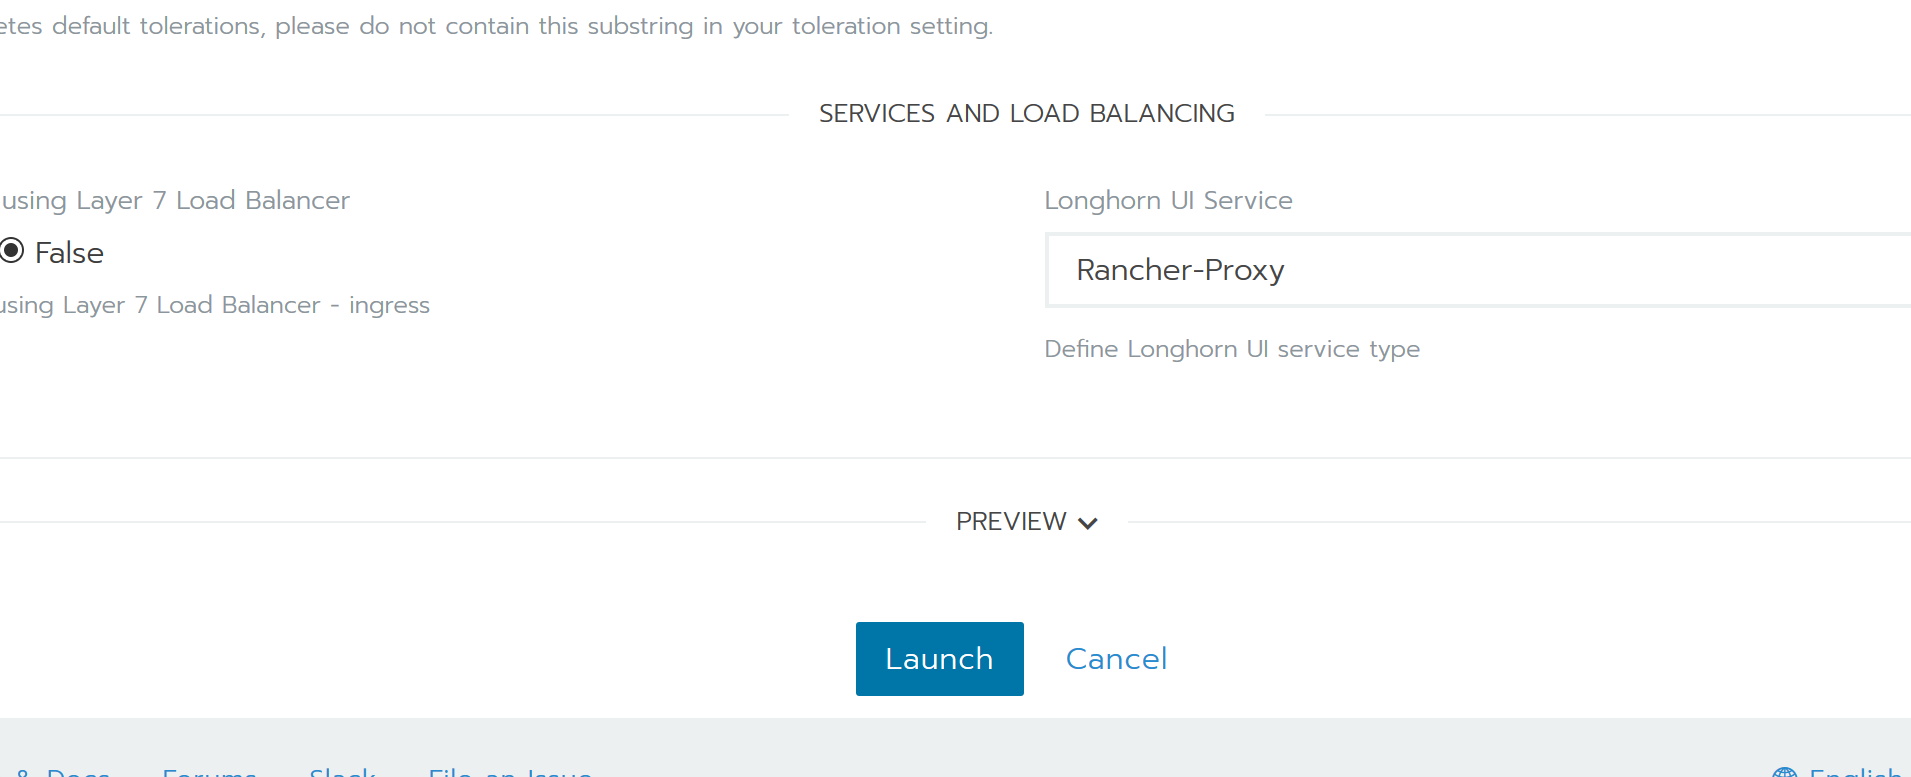 default tolerations, please do not contain this substring in your toleration setting.
SERVICES AND LOAD BALANCING
using Layer 7 Load Balancer
Longhorn UI Service
False
Rancher-Proxy
using Layer 7 Load Balancer - ingress
Define Longhorn UI service type
PREVIEW
Launch
Cancel
& Docs
Forums
Slack
File an Issue
English